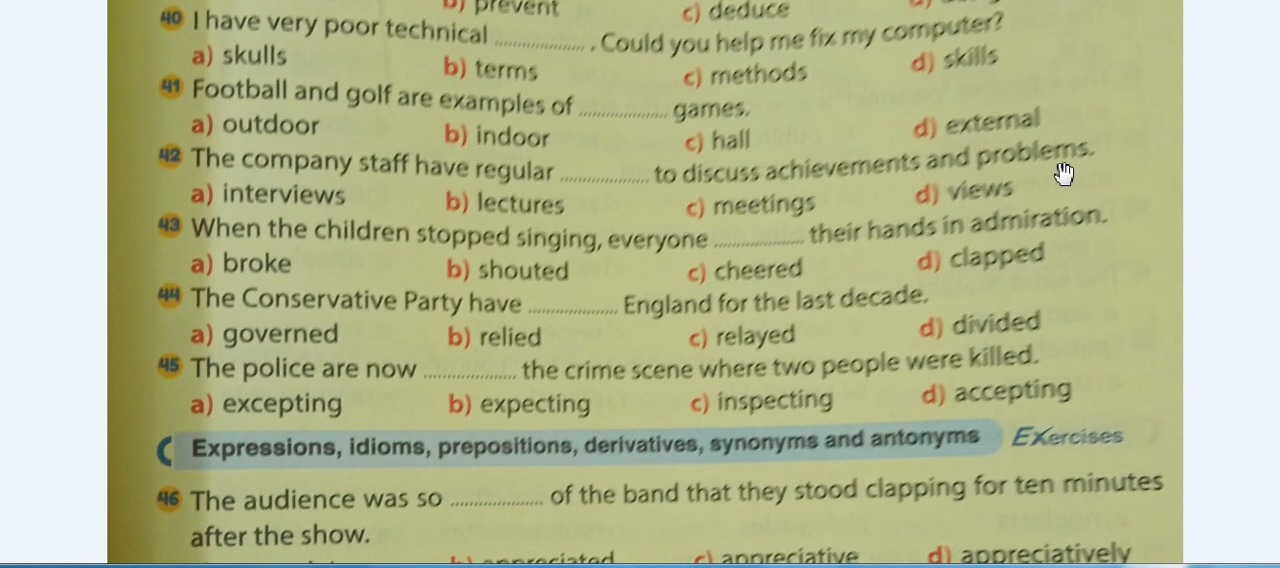 b) prevent c) deduce
40 I have very poor technical .................... . Could you help me fix my computer?
a) skulls b) terms c) methods d) skills
41 Football and golf are examples of .................... games.
a) outdoor b) indoor c) hall d) external
42 The company staff have regular .................... to discuss achievements and problems.
a) interviews b) lectures c) meetings d) views
43 When the children stopped singing, everyone .................... their hands in admiration.
a) broke b) shouted c) cheered d) clapped
44 The Conservative Party have .................... England for the last decade.
a) governed b) relied c) relayed d) divided
45 The police are now .................... the crime scene where two people were killed.
a) excepting b) expecting c) inspecting d) accepting
Expressions, idioms, prepositions, derivatives, synonyms and antonyms EXercises
46 The audience was so .................... of the band that they stood clapping for ten minutes
after the show.
b) appreciated c) appreciative d) appreciatively